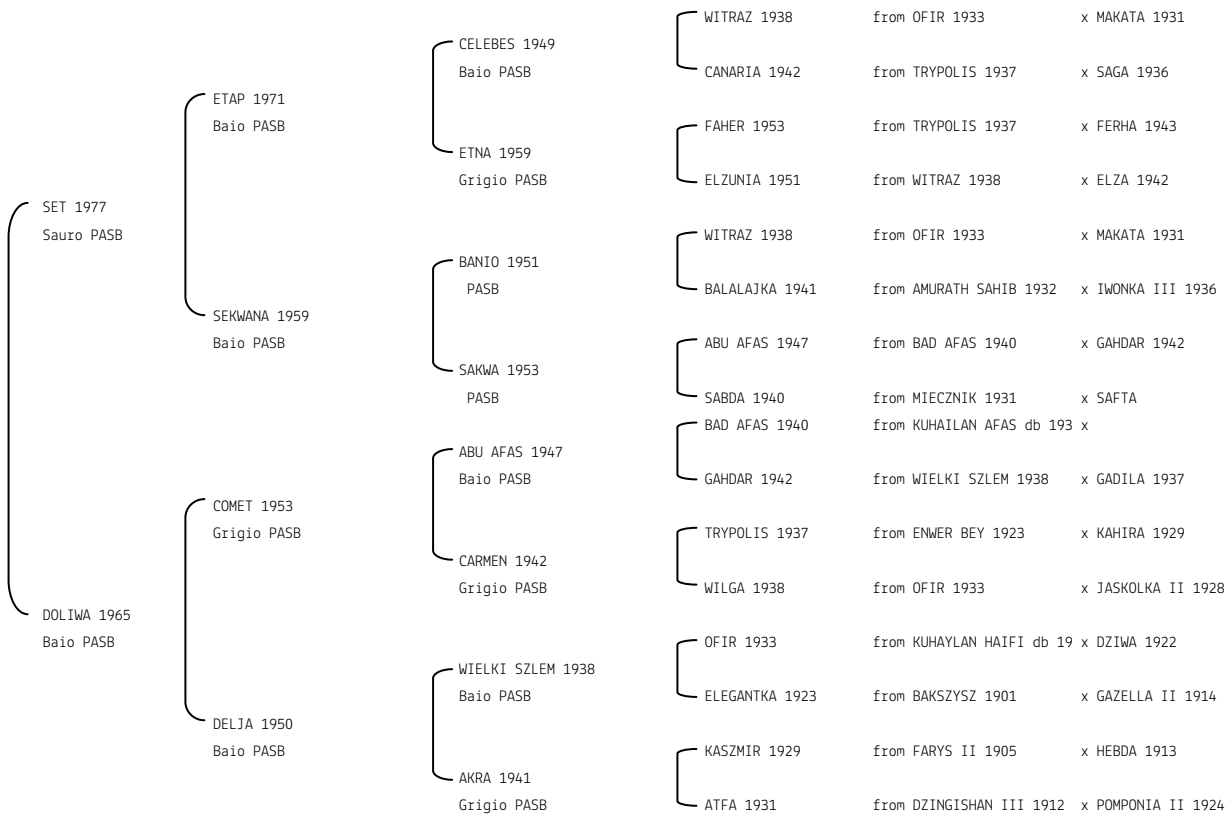 WITRAZ 1938 from OFIR 1933 x MAKATA 1931
CELEBES 1949
Baio PASB CANARIA 1942 from TRYPOLIS 1937 x SAGA 1936
ETAP 1971
Baio PASB FAHER 1953 from TRYPOLIS 1937 x FERHA 1943
ETNA 1959
Grigio PASB ELZUNIA 1951 from WITRAZ 1938 x ELZA 1942
SET 1977
Sauro PASB WITRAZ 1938 from OFIR 1933 x MAKATA 1931
BANIO 1951
PASB BALALAJKA 1941 from AMURATH SAHIB 1932 x IWONKA III 1936
SEKWANA 1959
Baio PASB ABU AFAS 1947 from BAD AFAS 1940 x GAHDAR 1942
SAKWA 1953
PASB SABDA 1940 from MIECZNIK 1931 x SAFTA
BAD AFAS 1940 from KUHAILAN AFAS db 193 x
ABU AFAS 1947
Baio PASB GAHDAR 1942 from WIELKI SZLEM 1938 x GADILA 1937
COMET 1953
Grigio PASB TRYPOLIS 1937 from ENWER BEY 1923 x KAHIRA 1929
CARMEN 1942
Grigio PASB WILGA 1938 from OFIR 1933 x JASKOLKA II 1928
DOLIWA 1965
Baio PASB OFIR 1933 from KUHAYLAN HAIFI db 19 x DZIWA 1922
WIELKI SZLEM 1938
Baio PASB ELEGANTKA 1923 from BAKSZYSZ 1901 x GAZELLA II 1914
DELJA 1950
Baio PASB KASZMIR 1929 from FARYS II 1905 x HEBDA 1913
AKRA 1941
Grigio PASB ATFA 1931 from DZINGISHAN III 1912 x POMPONIA II 1924